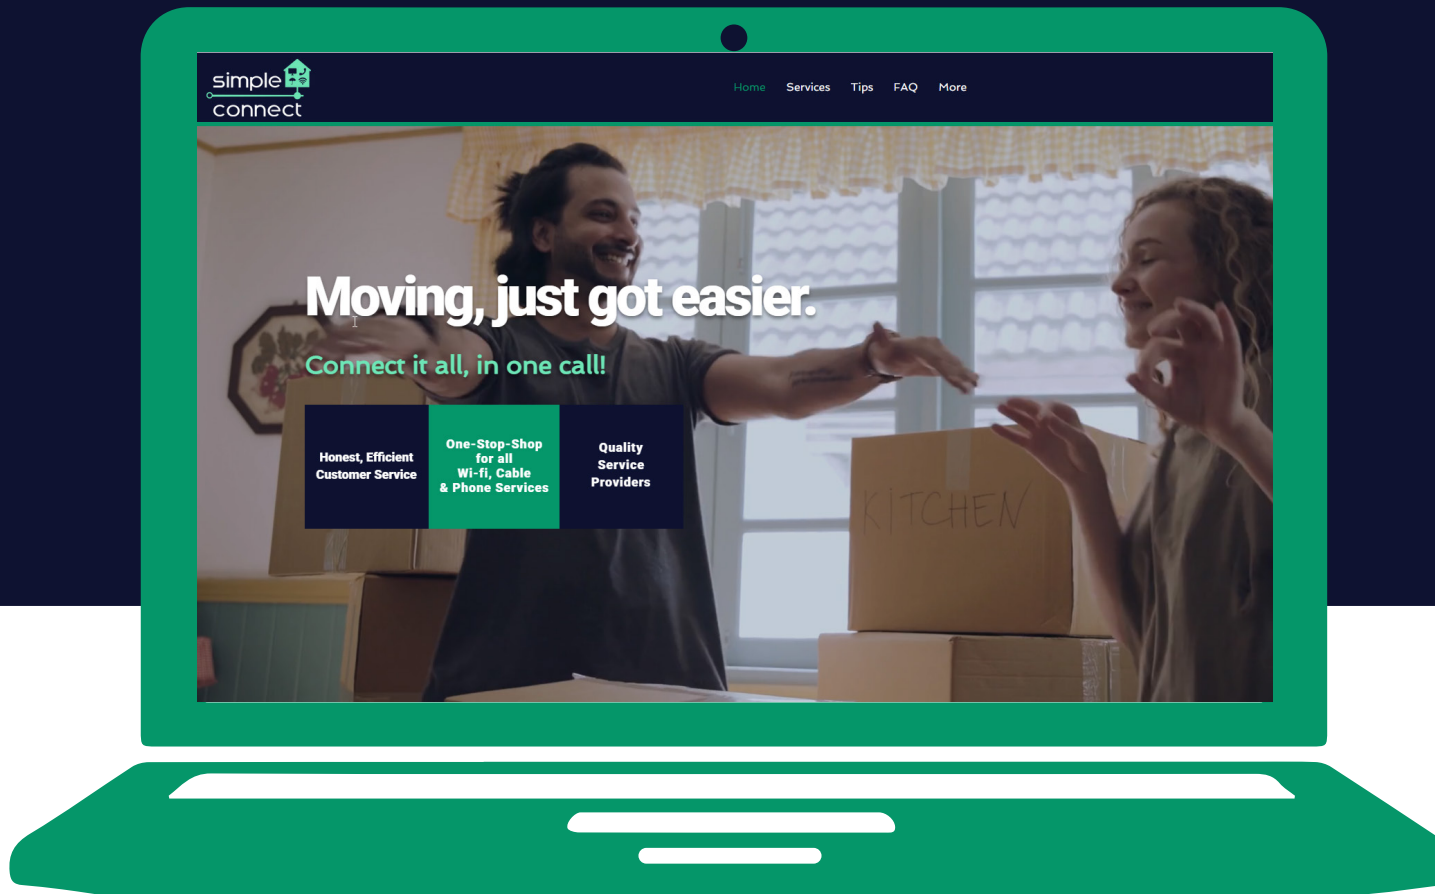 simple
connect
Home Services Tips FAQ More
Moving, just got easier.
Connect it all, in one call!
Honest, Efficient
Customer Service
One-Stop-Shop
for all
Wi-fi, Cable
& Phone Services
Quality
Service
Providers
KITCHEN